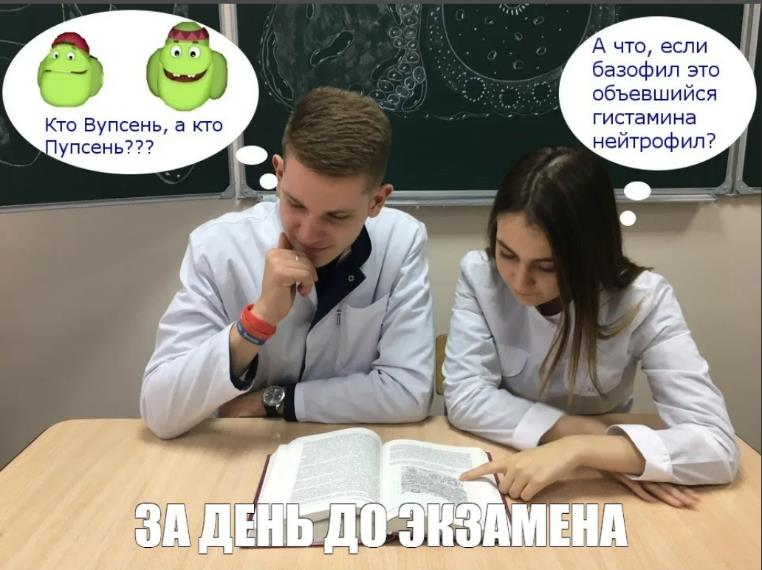 Кто Вупсень, а кто
Пупсень???
А что, если
базофил это
объевшийся
гистамина
нейтрофил?
ЗА ДЕНЬ ДО ЭКЗАМЕНА